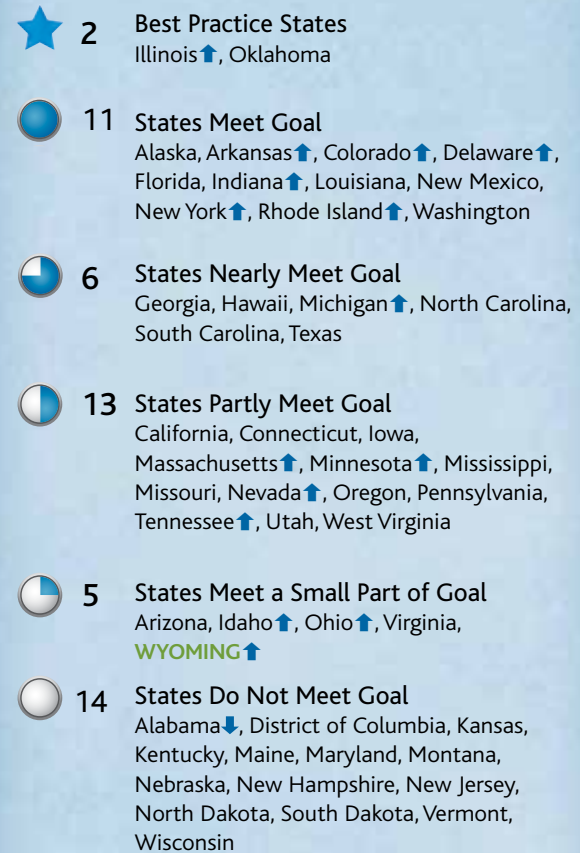 2 Best Practice States
Illinois⬆, Oklahoma
11 States Meet Goal
Alaska, Arkansas⬆, Colorado⬆, Delaware⬆,
Florida, Indiana⬆, Louisiana, New Mexico,
New York⬆, Rhode Island⬆, Washington
6 States Nearly Meet Goal
Georgia, Hawaii, Michigan⬆, North Carolina,
South Carolina, Texas
13 States Partly Meet Goal
California, Connecticut, Iowa,
Massachusetts⬆, Minnesota⬆, Mississippi,
Missouri, Nevada⬆, Oregon, Pennsylvania,
Tennessee⬆, Utah, West Virginia
5 States Meet a Small Part of Goal
Arizona, Idaho⬆, Ohio⬆, Virginia,
WYOMING⬆
14 States Do Not Meet Goal
Alabama⬇, District of Columbia, Kansas,
Kentucky, Maine, Maryland, Montana,
Nebraska, New Hampshire, New Jersey,
North Dakota, South Dakota, Vermont,
Wisconsin